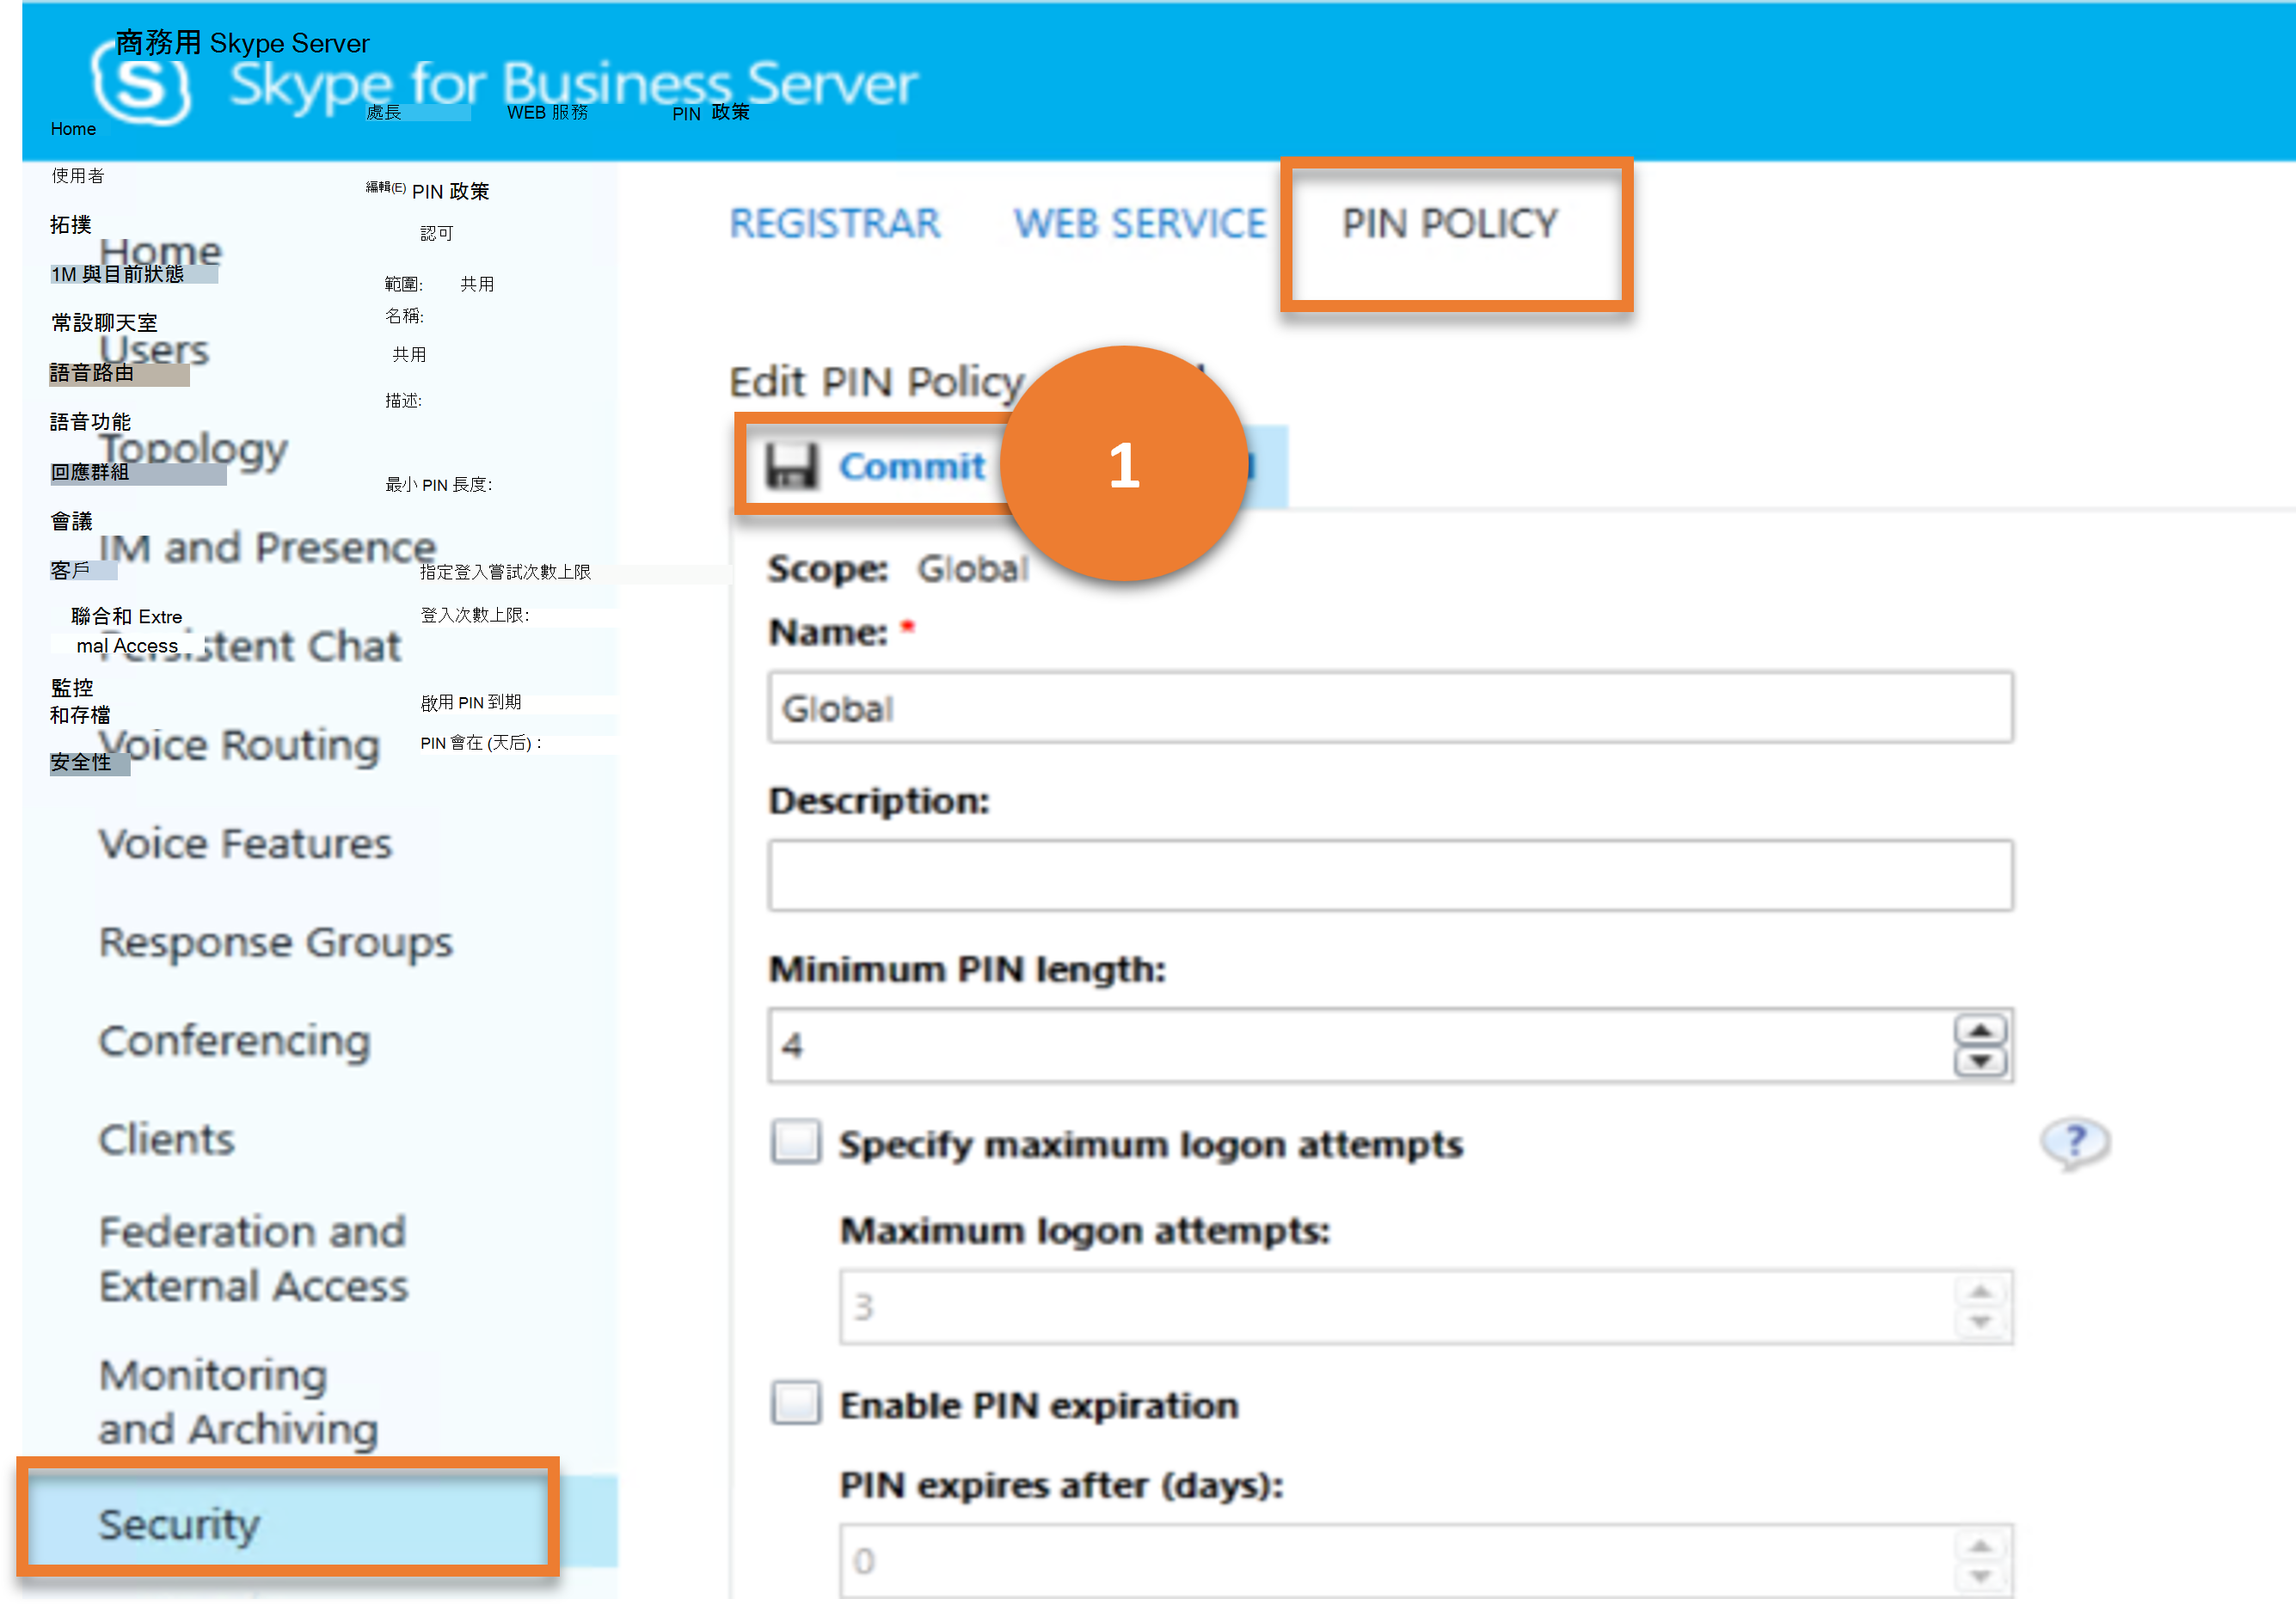 商務用 Skype Server
Skype for Business Server
處長 WEB 服務 PIN 政策
Home
使用者
拓撲
1M 與目前狀態
常設聊天室
語音路由
語音功能
回應群組
會議
客戶
聯合和 Extre
mal Access
監控
和存檔
安全性
編輯(E) PIN 政策
認可
範圍: 共用
名稱:
共用
描述:
最小 PIN 長度:
指定登入嘗試次數上限
登入次數上限:
啟用 PIN 到期
PIN 會在 (天后) :
Home
Users
Topology
IM and Presence
Persistent Chat
Voice Routing
Voice Features
Response Groups
Conferencing
Clients
Federation and
External Access
Monitoring
and Archiving
Security
REGISTRAR WEB SERVICE PIN POLICY
Edit PIN Policy
Commit
1
Scope: Global
Name: *
Global
Description:
Minimum PIN length:
4
Specify maximum logon attempts
?
Maximum logon attempts:
3
Enable PIN expiration
PIN expires after (days):
0